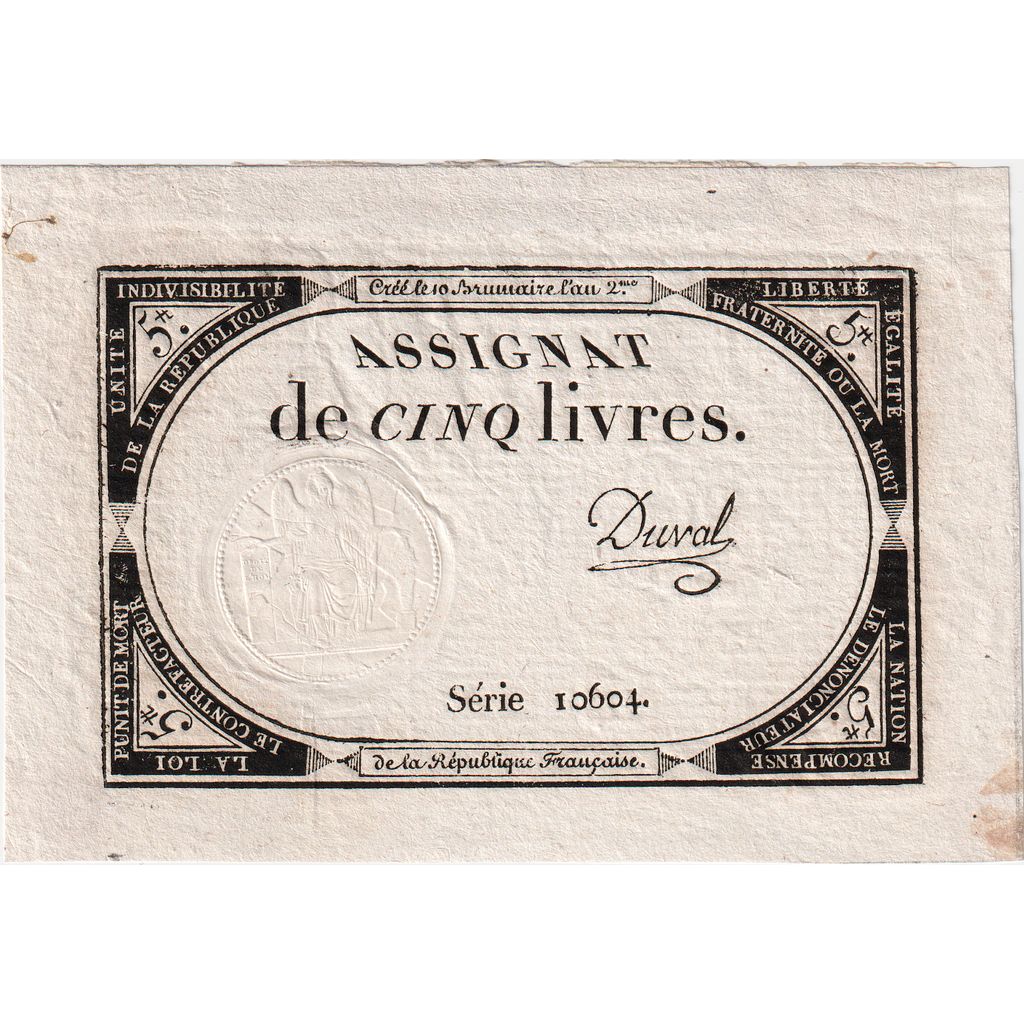 Créé le 10 Brumaire l'an 2.me
INDIVISIBILITÉ
UNITÉ
DE LA RÉPUBLIQUE
5₶.
LIBERTÉ
ÉGALITÉ
FRATERNITÉ OU LA MORT
5₶.
ASSIGNAT
de CINQ livres.
Duval
Série 10604.
LA LOI
PUNIT DE MORT
LE CONTREFACTEUR
5₶.
LA NATION
RÉCOMPENSE
LE DÉNONCIATEUR
5₶.
de la République Française.